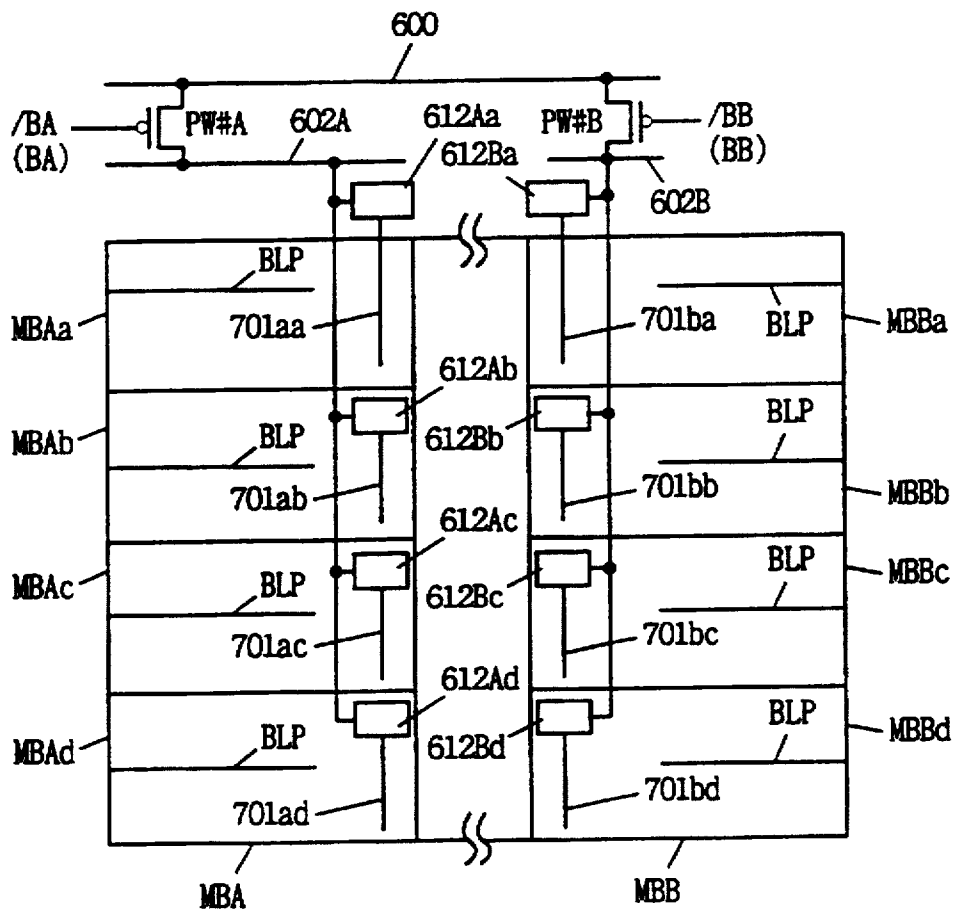 600
/BA
(BA)
PW#A
602A
612Aa
PW#B
/BB
(BB)
612Ba
602B
BLP
MBAa
701aa
701ba
BLP
MBBa
612Ab
MBAb
BLP
612Bb
BLP
701ab
701bb
MBBb
612Ac
MBAc
BLP
612Bc
BLP
MBBc
701ac
701bc
612Ad
MBAd
BLP
612Bd
BLP
MBBd
701ad
701bd
MBA
MBB